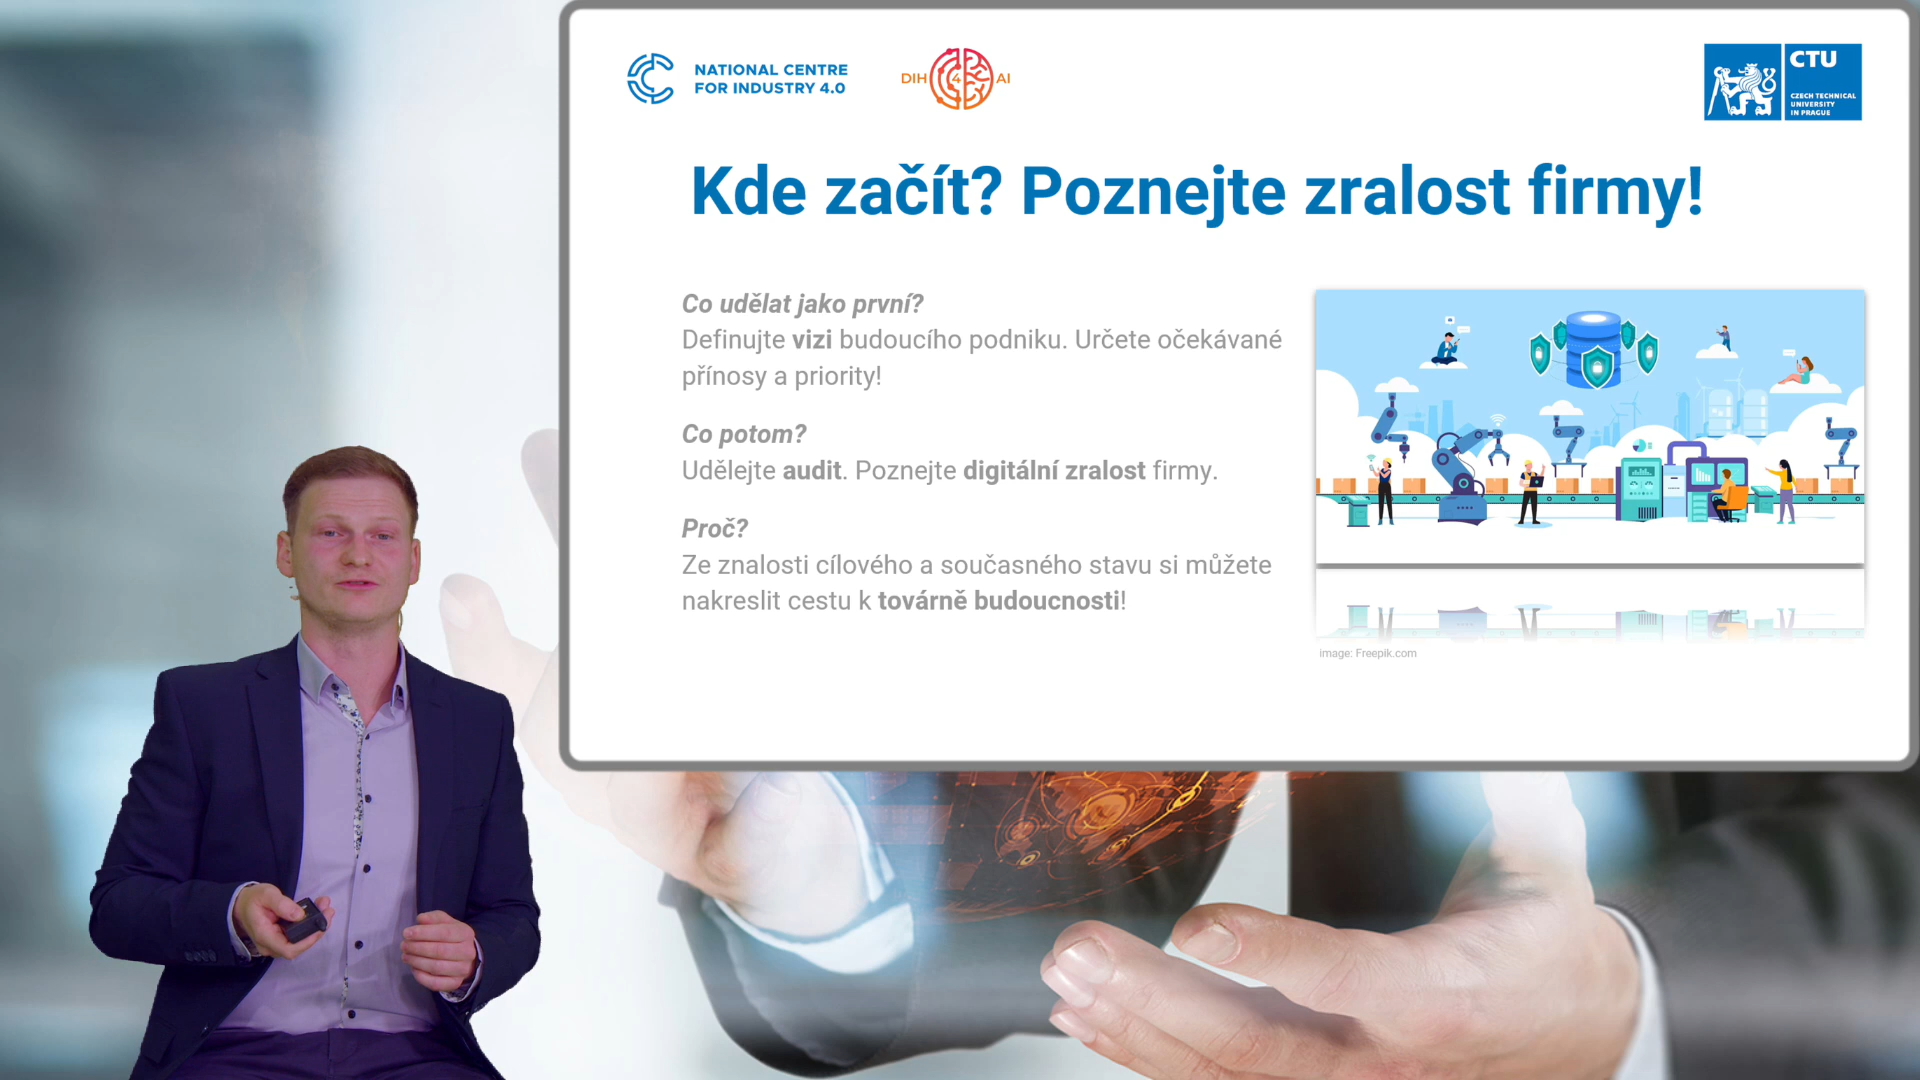 NATIONAL CENTRE
FOR INDUSTRY 4.0
DIH 4 AI
CTU
CZECH TECHNICAL
UNIVERSITY
IN PRAGUE
Kde začít? Poznejte zralost firmy!
Co udělat jako první?
Definujte vizi budoucího podniku. Určete očekávané
přínosy a priority!
Co potom?
Udělejte audit. Poznejte digitální zralost firmy.
Proč?
Ze znalosti cílového a současného stavu si můžete
nakreslit cestu k továrně budoucnosti!
image: Freepik.com